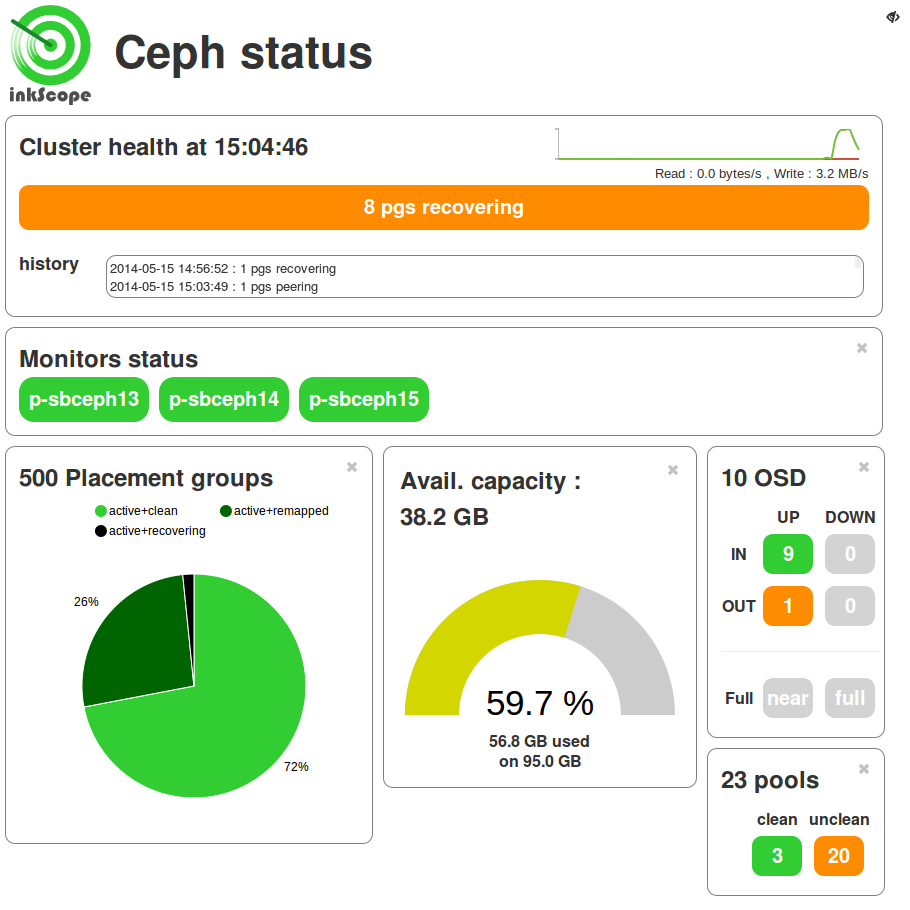 inkScope
Ceph status
Cluster health at 15:04:46
Read : 0.0 bytes/s , Write : 3.2 MB/s
8 pgs recovering
history
2014-05-15 14:56:52 : 1 pgs recovering
2014-05-15 15:03:49 : 1 pgs peering
Monitors status
p-sbceph13 p-sbceph14 p-sbceph15
500 Placement groups
active+clean active+remapped
active+recovering
26%
72%
Avail. capacity :
38.2 GB
59.7 %
56.8 GB used
on 95.0 GB
10 OSD
UP DOWN
IN 9 0
OUT 1 0
Full near full
23 pools
clean unclean
3 20